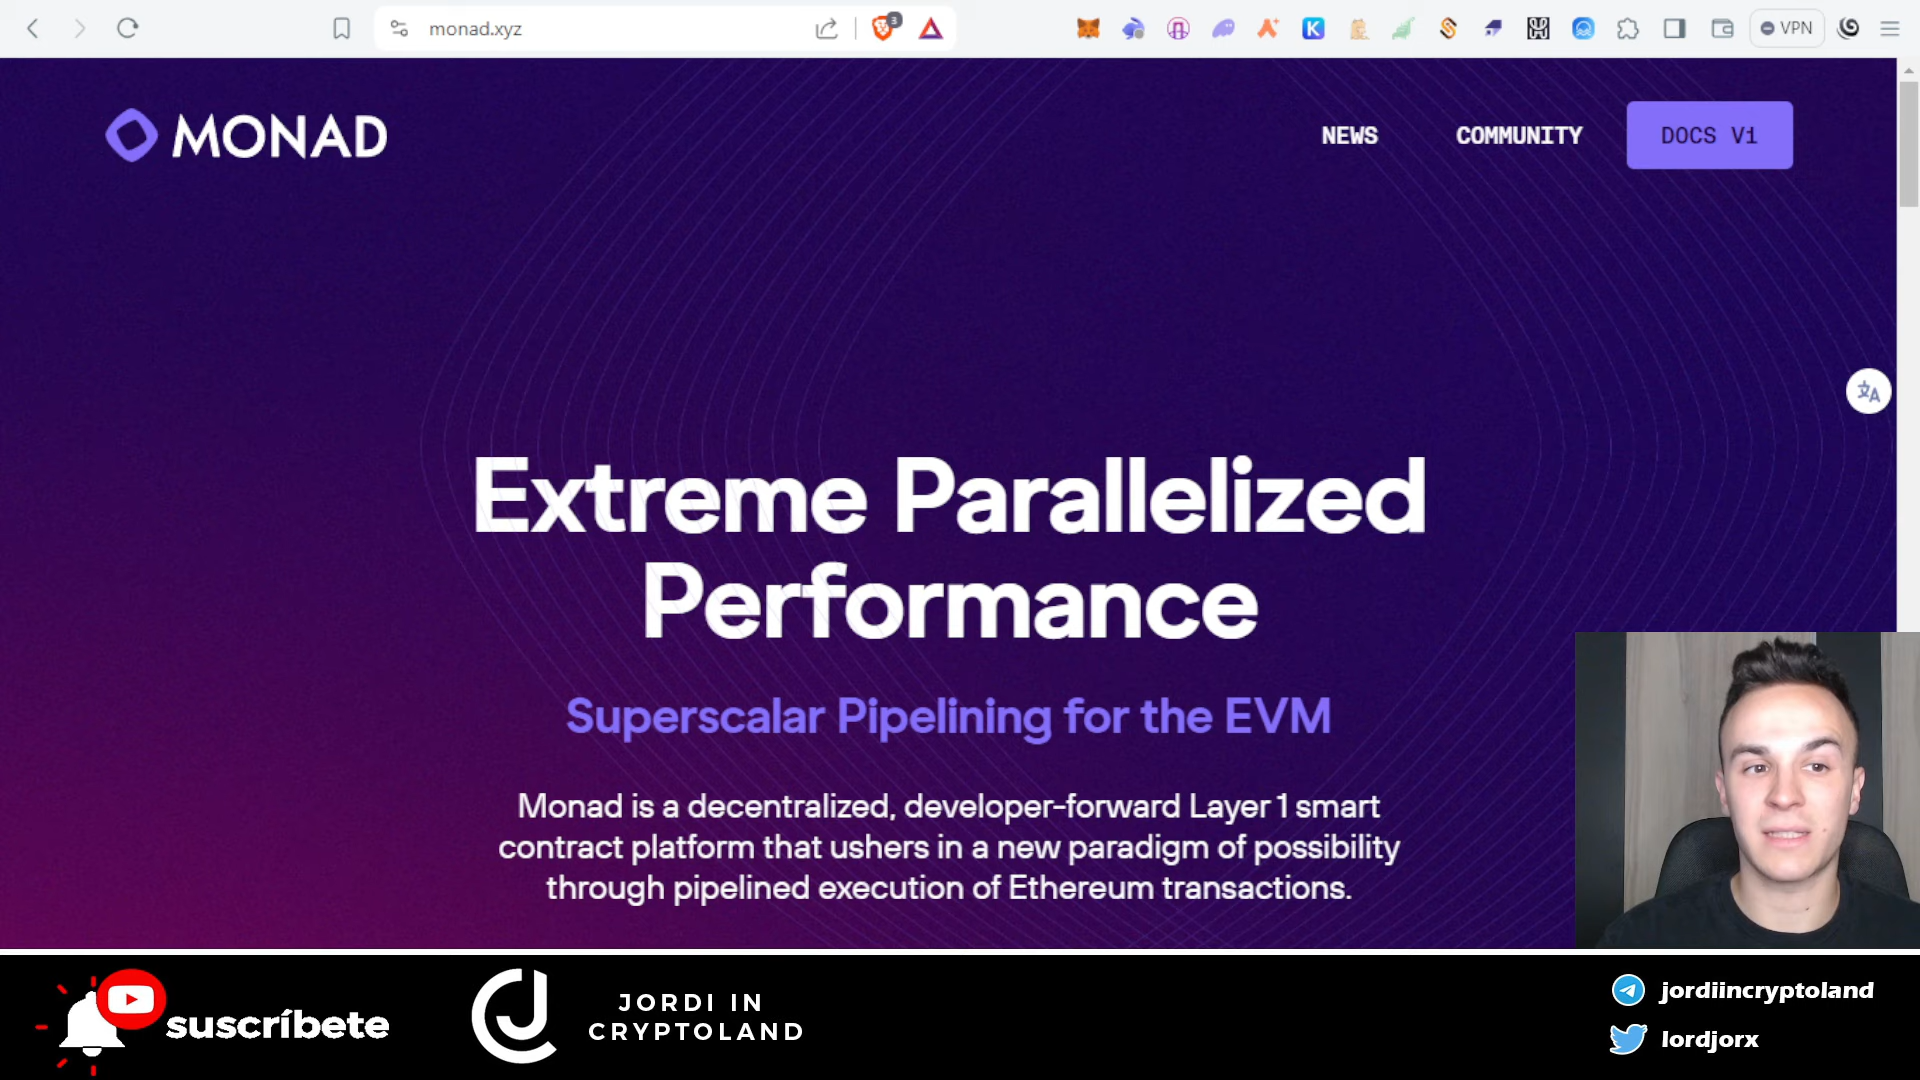 monad.xyz
3
VPN
MONAD
NEWS
COMMUNITY
DOCS V1
Extreme Parallelized
Performance
Superscalar Pipelining for the EVM
Monad is a decentralized, developer-forward Layer 1 smart
contract platform that ushers in a new paradigm of possibility
through pipelined execution of Ethereum transactions.
suscríbete
JORDI IN
CRYPTOLAND
jordiincryptoland
lordjorx